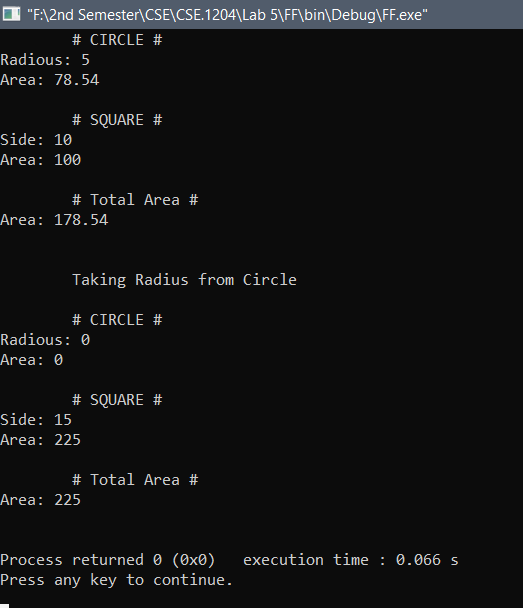 "F:\2nd Semester\CSE\CSE.1204\Lab 5\FF\bin\Debug\FF.exe"
# CIRCLE #
Radious: 5
Area: 78.54
# SQUARE #
Side: 10
Area: 100
# Total Area #
Area: 178.54
Taking Radius from Circle
# CIRCLE #
Radious: 0
Area: 0
# SQUARE #
Side: 15
Area: 225
# Total Area #
Area: 225
Process returned 0 (0x0)   execution time : 0.066 s
Press any key to continue.